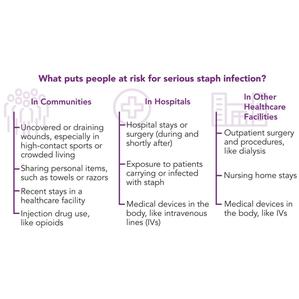 What puts people at risk for serious staph infection?
In Communities
Uncovered or draining
wounds, especially in
high-contact sports or
crowded living
Sharing personal items,
such as towels or razors
Recent stays in a
healthcare facility
Injection drug use,
like opioids
In Hospitals
Hospital stays or
surgery (during and
shortly after)
Exposure to patients
carrying or infected
with staph
Medical devices in
the body, like intravenous
lines (IVs)
In Other
Healthcare
Facilities
Outpatient surgery
and procedures,
like dialysis
Nursing home stays
Medical devices in
the body, like IVs